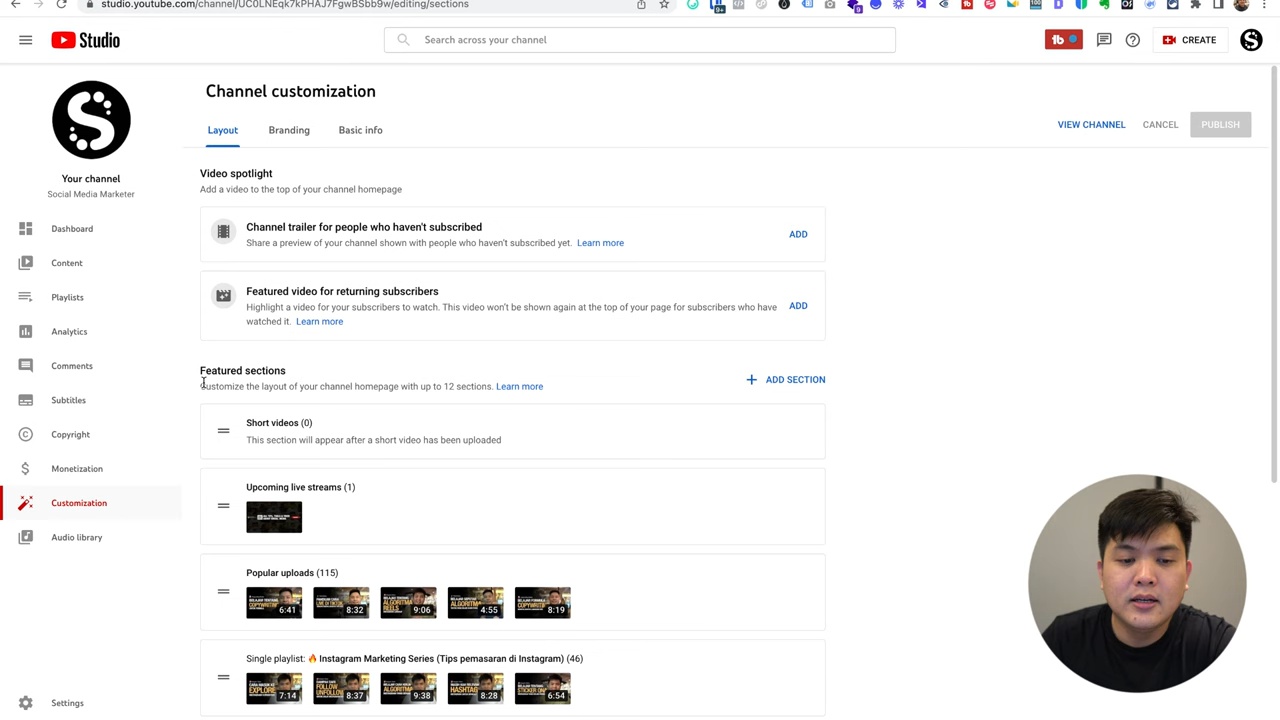 studio.youtube.com/channel/UC0LNEqk7kPHAJ7FgwBSbb9w/editing/sections
Studio
Search across your channel
CREATE
Your channel
Social Media Marketer
Dashboard
Content
Playlists
Analytics
Comments
Subtitles
Copyright
Monetization
Customization
Audio library
Settings
Channel customization
Layout
Branding
Basic info
VIEW CHANNEL
CANCEL
PUBLISH
Video spotlight
Add a video to the top of your channel homepage
Channel trailer for people who haven't subscribed
Share a preview of your channel shown with people who haven't subscribed yet. Learn more
ADD
Featured video for returning subscribers
Highlight a video for your subscribers to watch. This video won't be shown again at the top of your page for subscribers who have
watched it. Learn more
ADD
Featured sections
Customize the layout of your channel homepage with up to 12 sections. Learn more
ADD SECTION
Short videos (0)
This section will appear after a short video has been uploaded
Upcoming live streams (1)
Popular uploads (115)
6:41
8:32
9:06
4:55
8:19
Single playlist: 🔥 Instagram Marketing Series (Tips pemasaran di Instagram) (46)
7:14
8:37
9:38
8:28
6:54